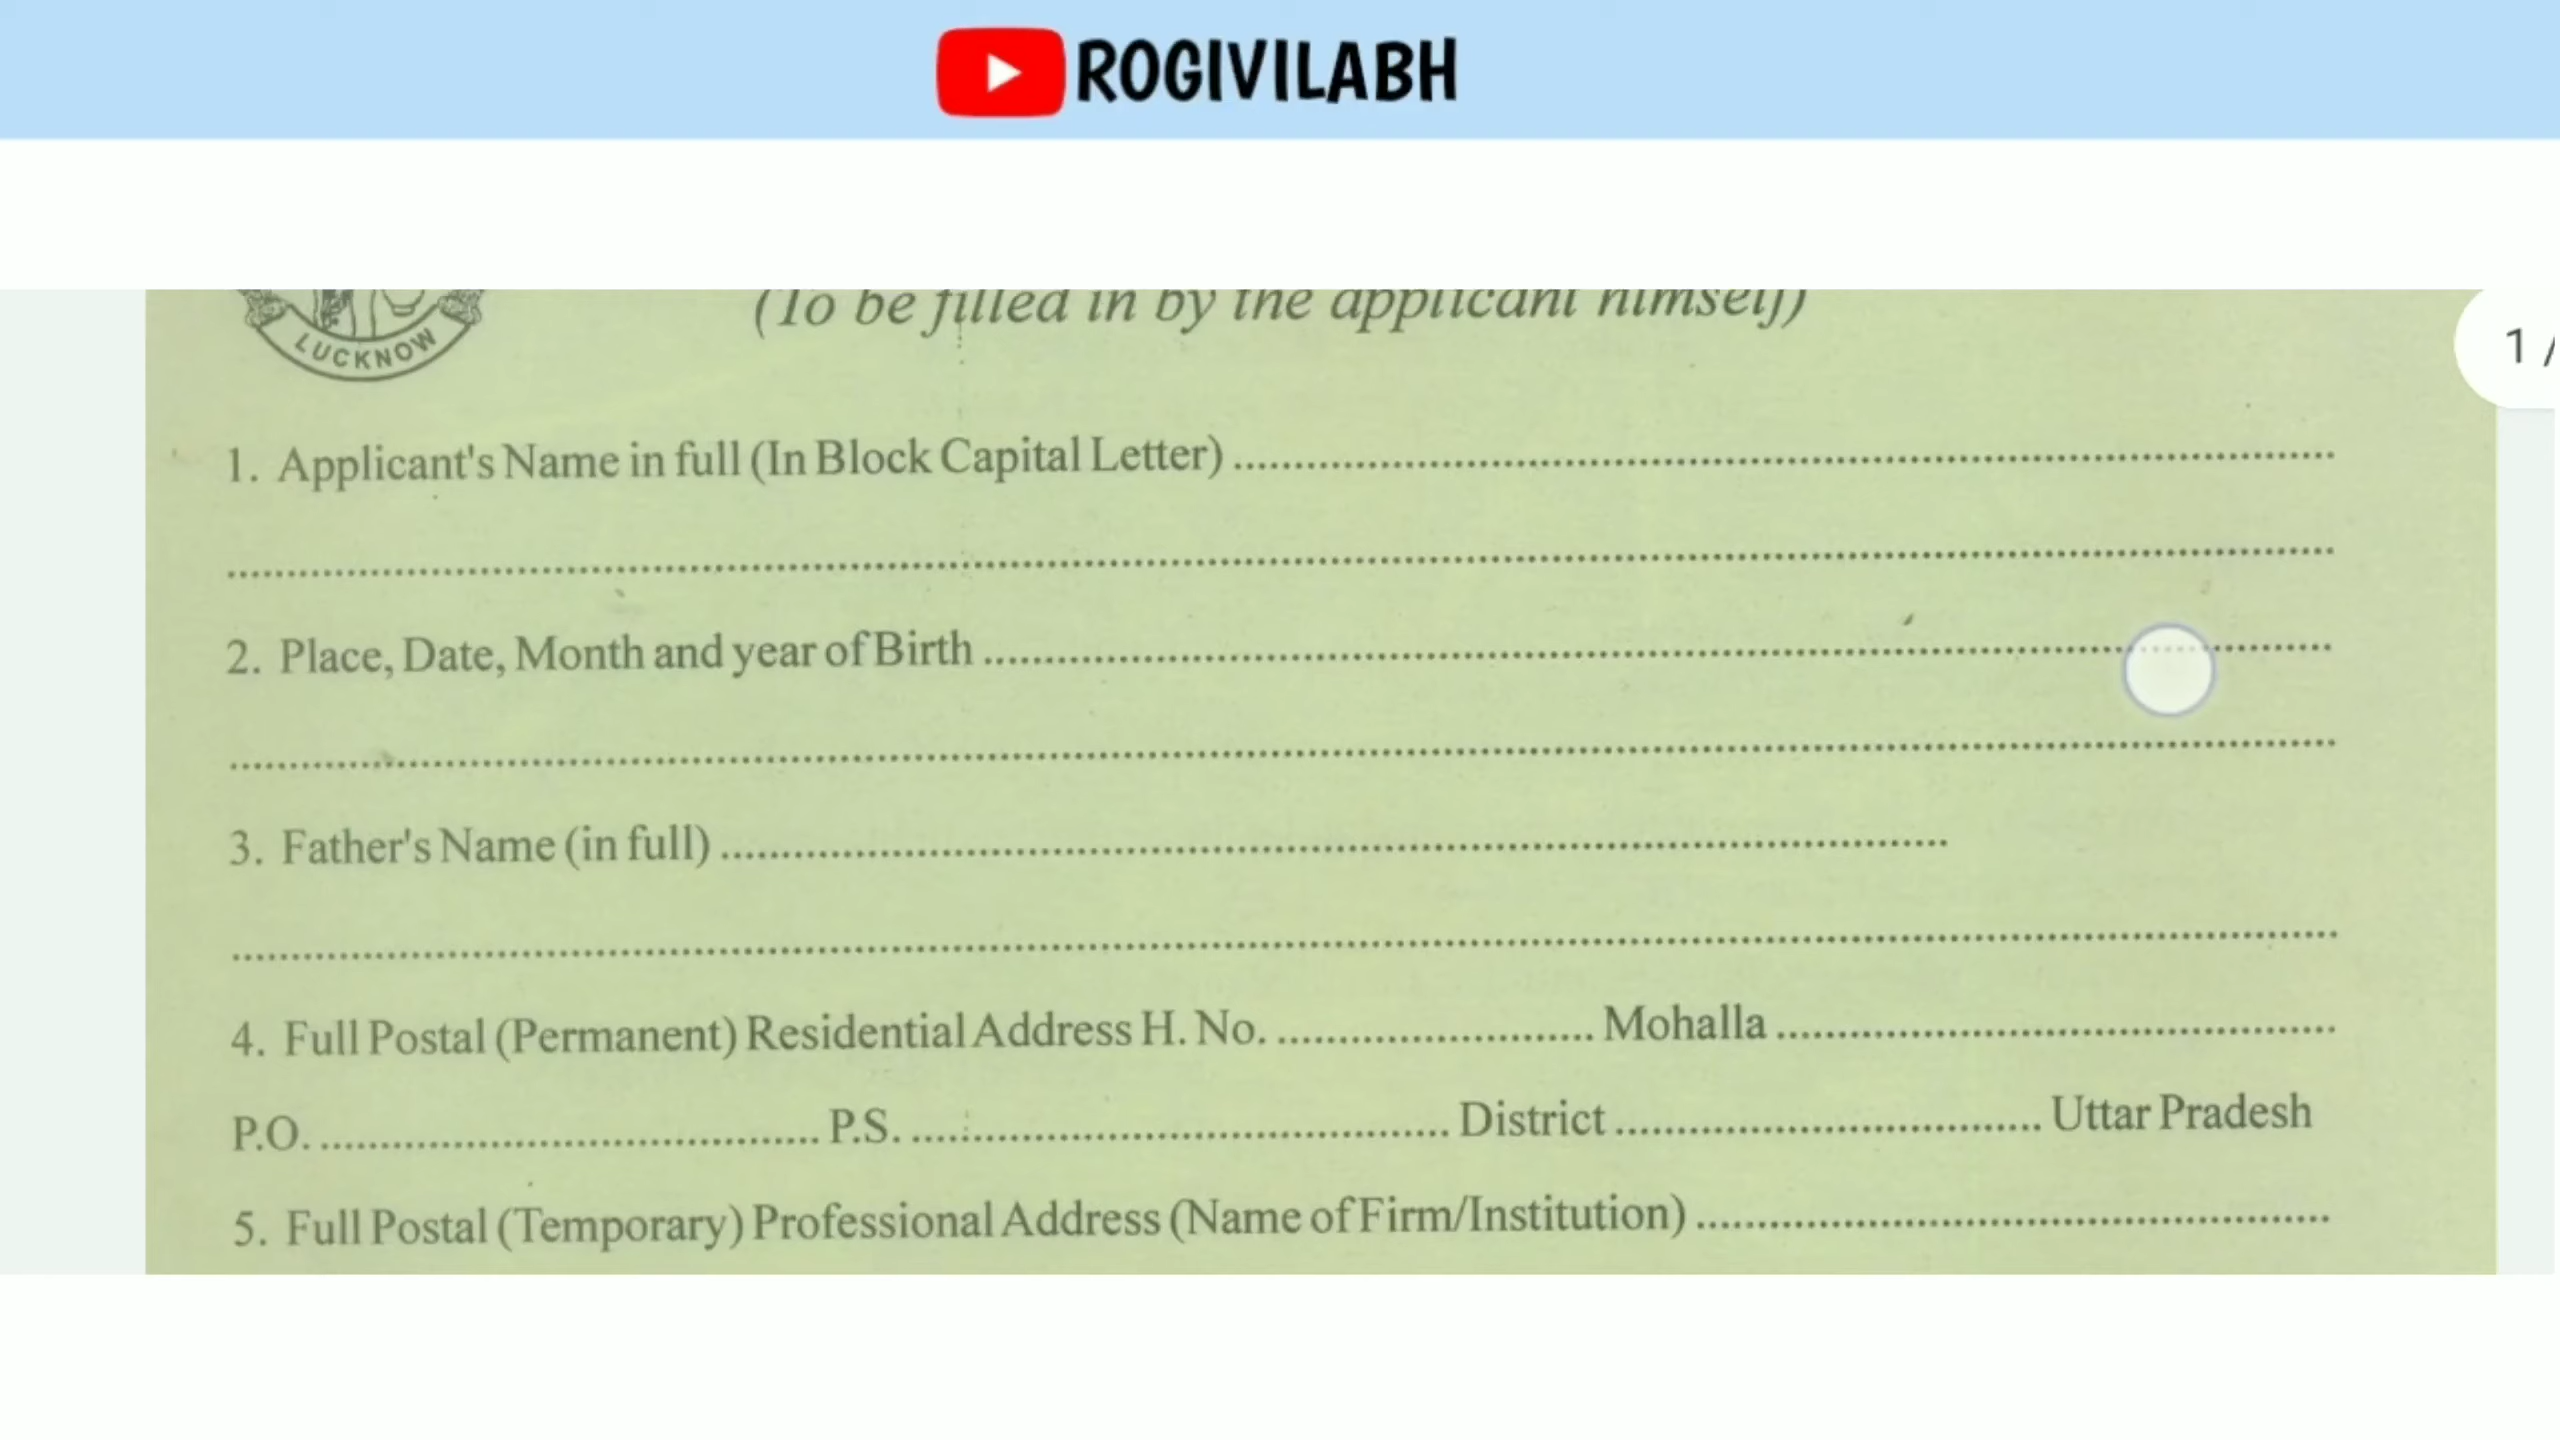 ROGIVILABH
(To be filled in by the applicant himself)
LUCKNOW
1 /
1. Applicant's Name in full (In Block Capital Letter) ........................................
........................................
2. Place, Date, Month and year of Birth ........................................
........................................
3. Father's Name (in full) ........................................
........................................
4. Full Postal (Permanent) Residential Address H. No. .................... Mohalla ....................
P.O. .................... P.S. .................... District .................... Uttar Pradesh
5. Full Postal (Temporary) Professional Address (Name of Firm/Institution) ....................